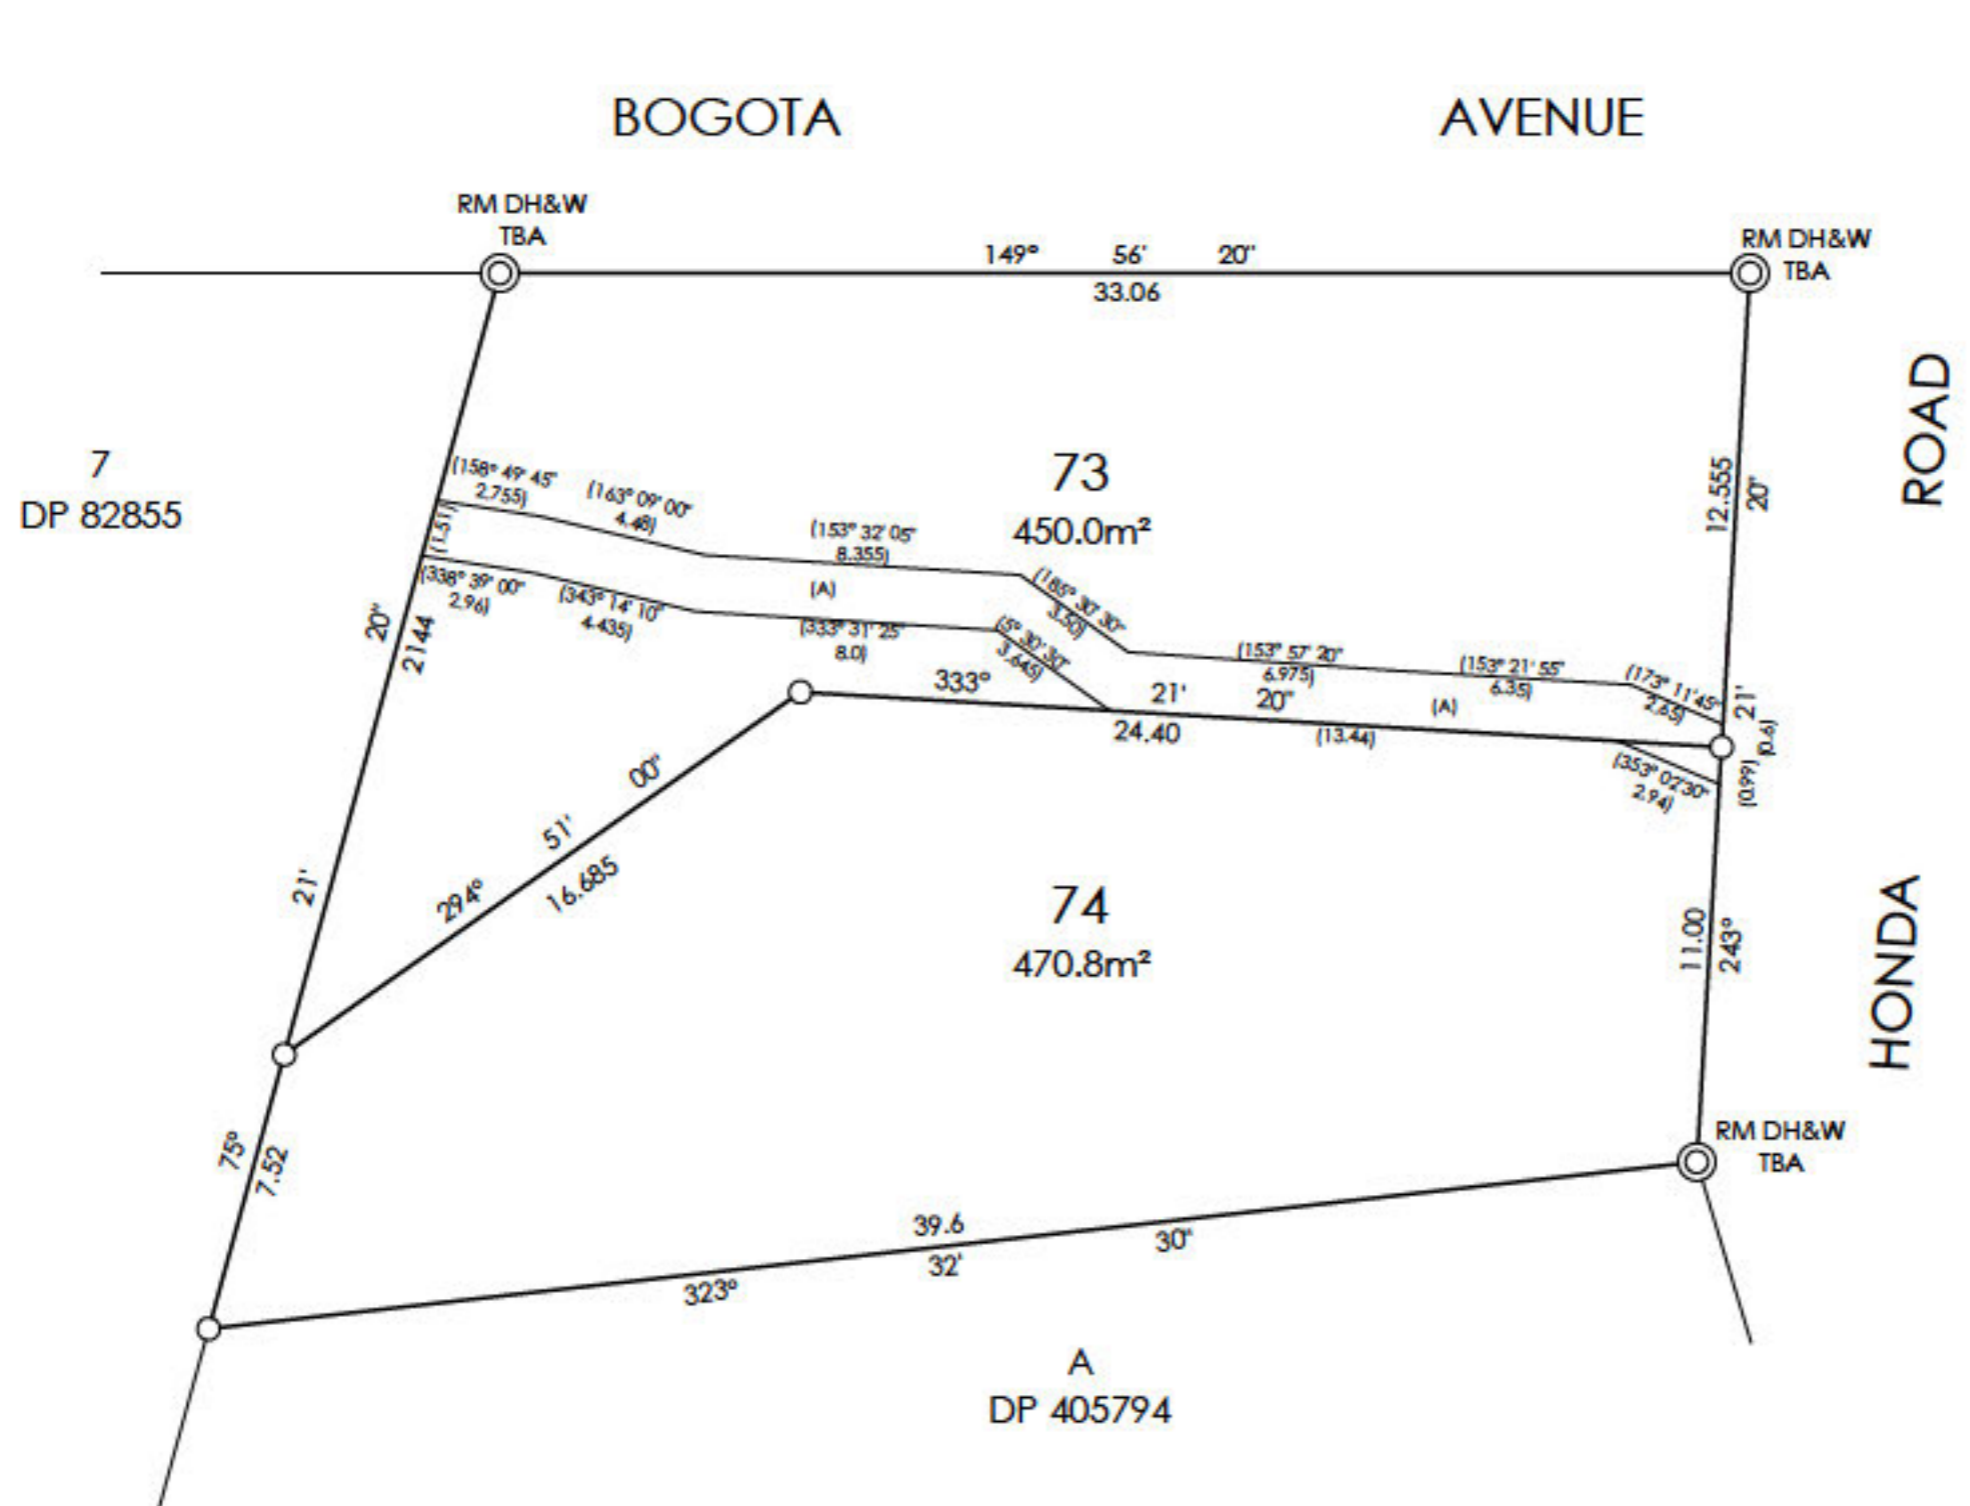 BOGOTA AVENUE
RM DH&W
TBA
149° 56' 20"
33.06
RM DH&W
TBA
ROAD
7
DP 82855
73
450.0m²
12.555
20"
(158° 49' 45"
2.755)
(163° 09' 00"
4.48)
(153° 32' 05"
8.355)
(A)
(1.51)
(185° 30' 30"
3.50)
(338° 39' 00"
2.96)
(343° 14' 10"
4.435)
(333° 31' 25"
8.0)
(5° 30' 30"
3.645)
20"
2144
(153° 57' 20"
6.975)
(153° 21' 55"
6.35)
(173° 11' 45"
2.65)
21'
(0.6)
333° 21' 20"
24.40
(13.44)
(A)
(353° 02'30"
2.94)
(0.99)
294° 51' 00"
16.685
21'
74
470.8m²
11.00
243°
HONDA
75°
7.52
RM DH&W
TBA
39.6
323° 32' 30"
A
DP 405794